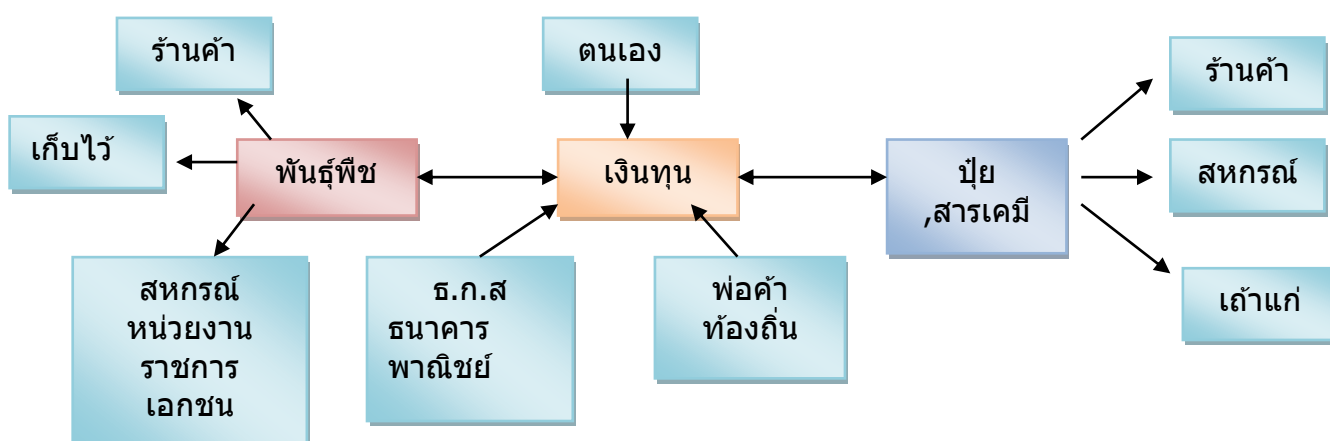 ร้านค้า
ตนเอง
ร้านค้า
เก็บไว้
พันธุ์พืช
เงินทุน
ปุ๋ย
,สารเคมี
สหกรณ์
สหกรณ์
หน่วยงาน
ราชการ
เอกชน
ธ.ก.ส
ธนาคาร
พาณิชย์
พ่อค้า
ท้องถิ่น
เถ้าแก่